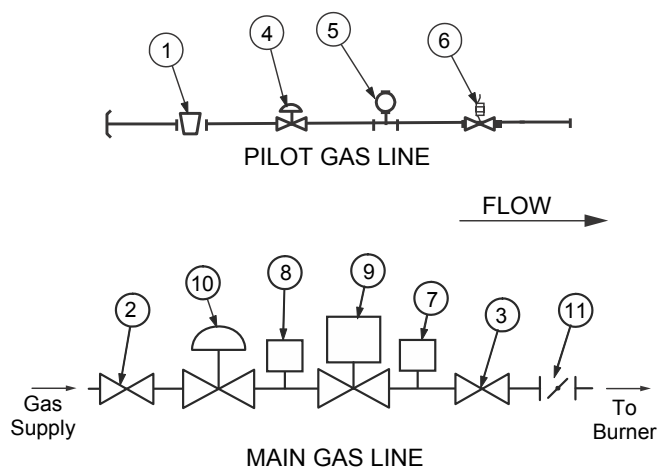 1 4 5 6
PILOT GAS LINE
FLOW
2 10 8 9 7 3 11
Gas
Supply
To
Burner
MAIN GAS LINE